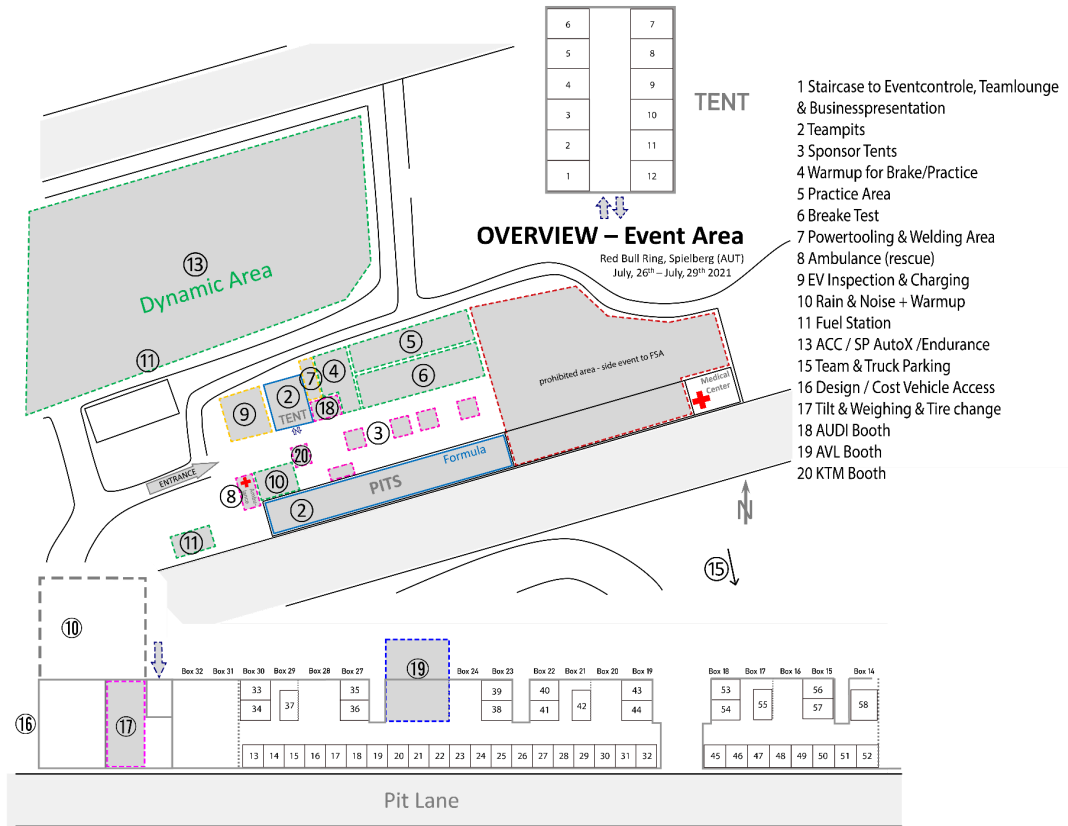 6 7
5 8
4 9
3 10
2 11
1 12
TENT
OVERVIEW – Event Area
Red Bull Ring, Spielberg (AUT)
July, 26th – July, 29th 2021
1 Staircase to Eventcontrole, Teamlounge
& Businesspresentation
2 Teampits
3 Sponsor Tents
4 Warmup for Brake/Practice
5 Practice Area
6 Breake Test
7 Powertooling & Welding Area
8 Ambulance (rescue)
9 EV Inspection & Charging
10 Rain & Noise + Warmup
11 Fuel Station
13 ACC / SP AutoX /Endurance
15 Team & Truck Parking
16 Design / Cost Vehicle Access
17 Tilt & Weighing & Tire change
18 AUDI Booth
19 AVL Booth
20 KTM Booth
13
Dynamic Area
11
5
4
7
6
2
TENT
9
18
3
20
prohibited area - side event to FSA
Medical
Center
ENTRANCE
10
8
Formula
PITS
2
11
N
15
10
19
Box 32 Box 31 Box 30 Box 29 Box 28 Box 27 Box 24 Box 23 Box 22 Box 21 Box 20 Box 19 Box 18 Box 17 Box 16 Box 15 Box 14
33 35 39 40 43 53 56
37 42 55 58
34 36 38 41 44 54 57
16
17
13 14 15 16 17 18 19 20 21 22 23 24 25 26 27 28 29 30 31 32 45 46 47 48 49 50 51 52
Pit Lane